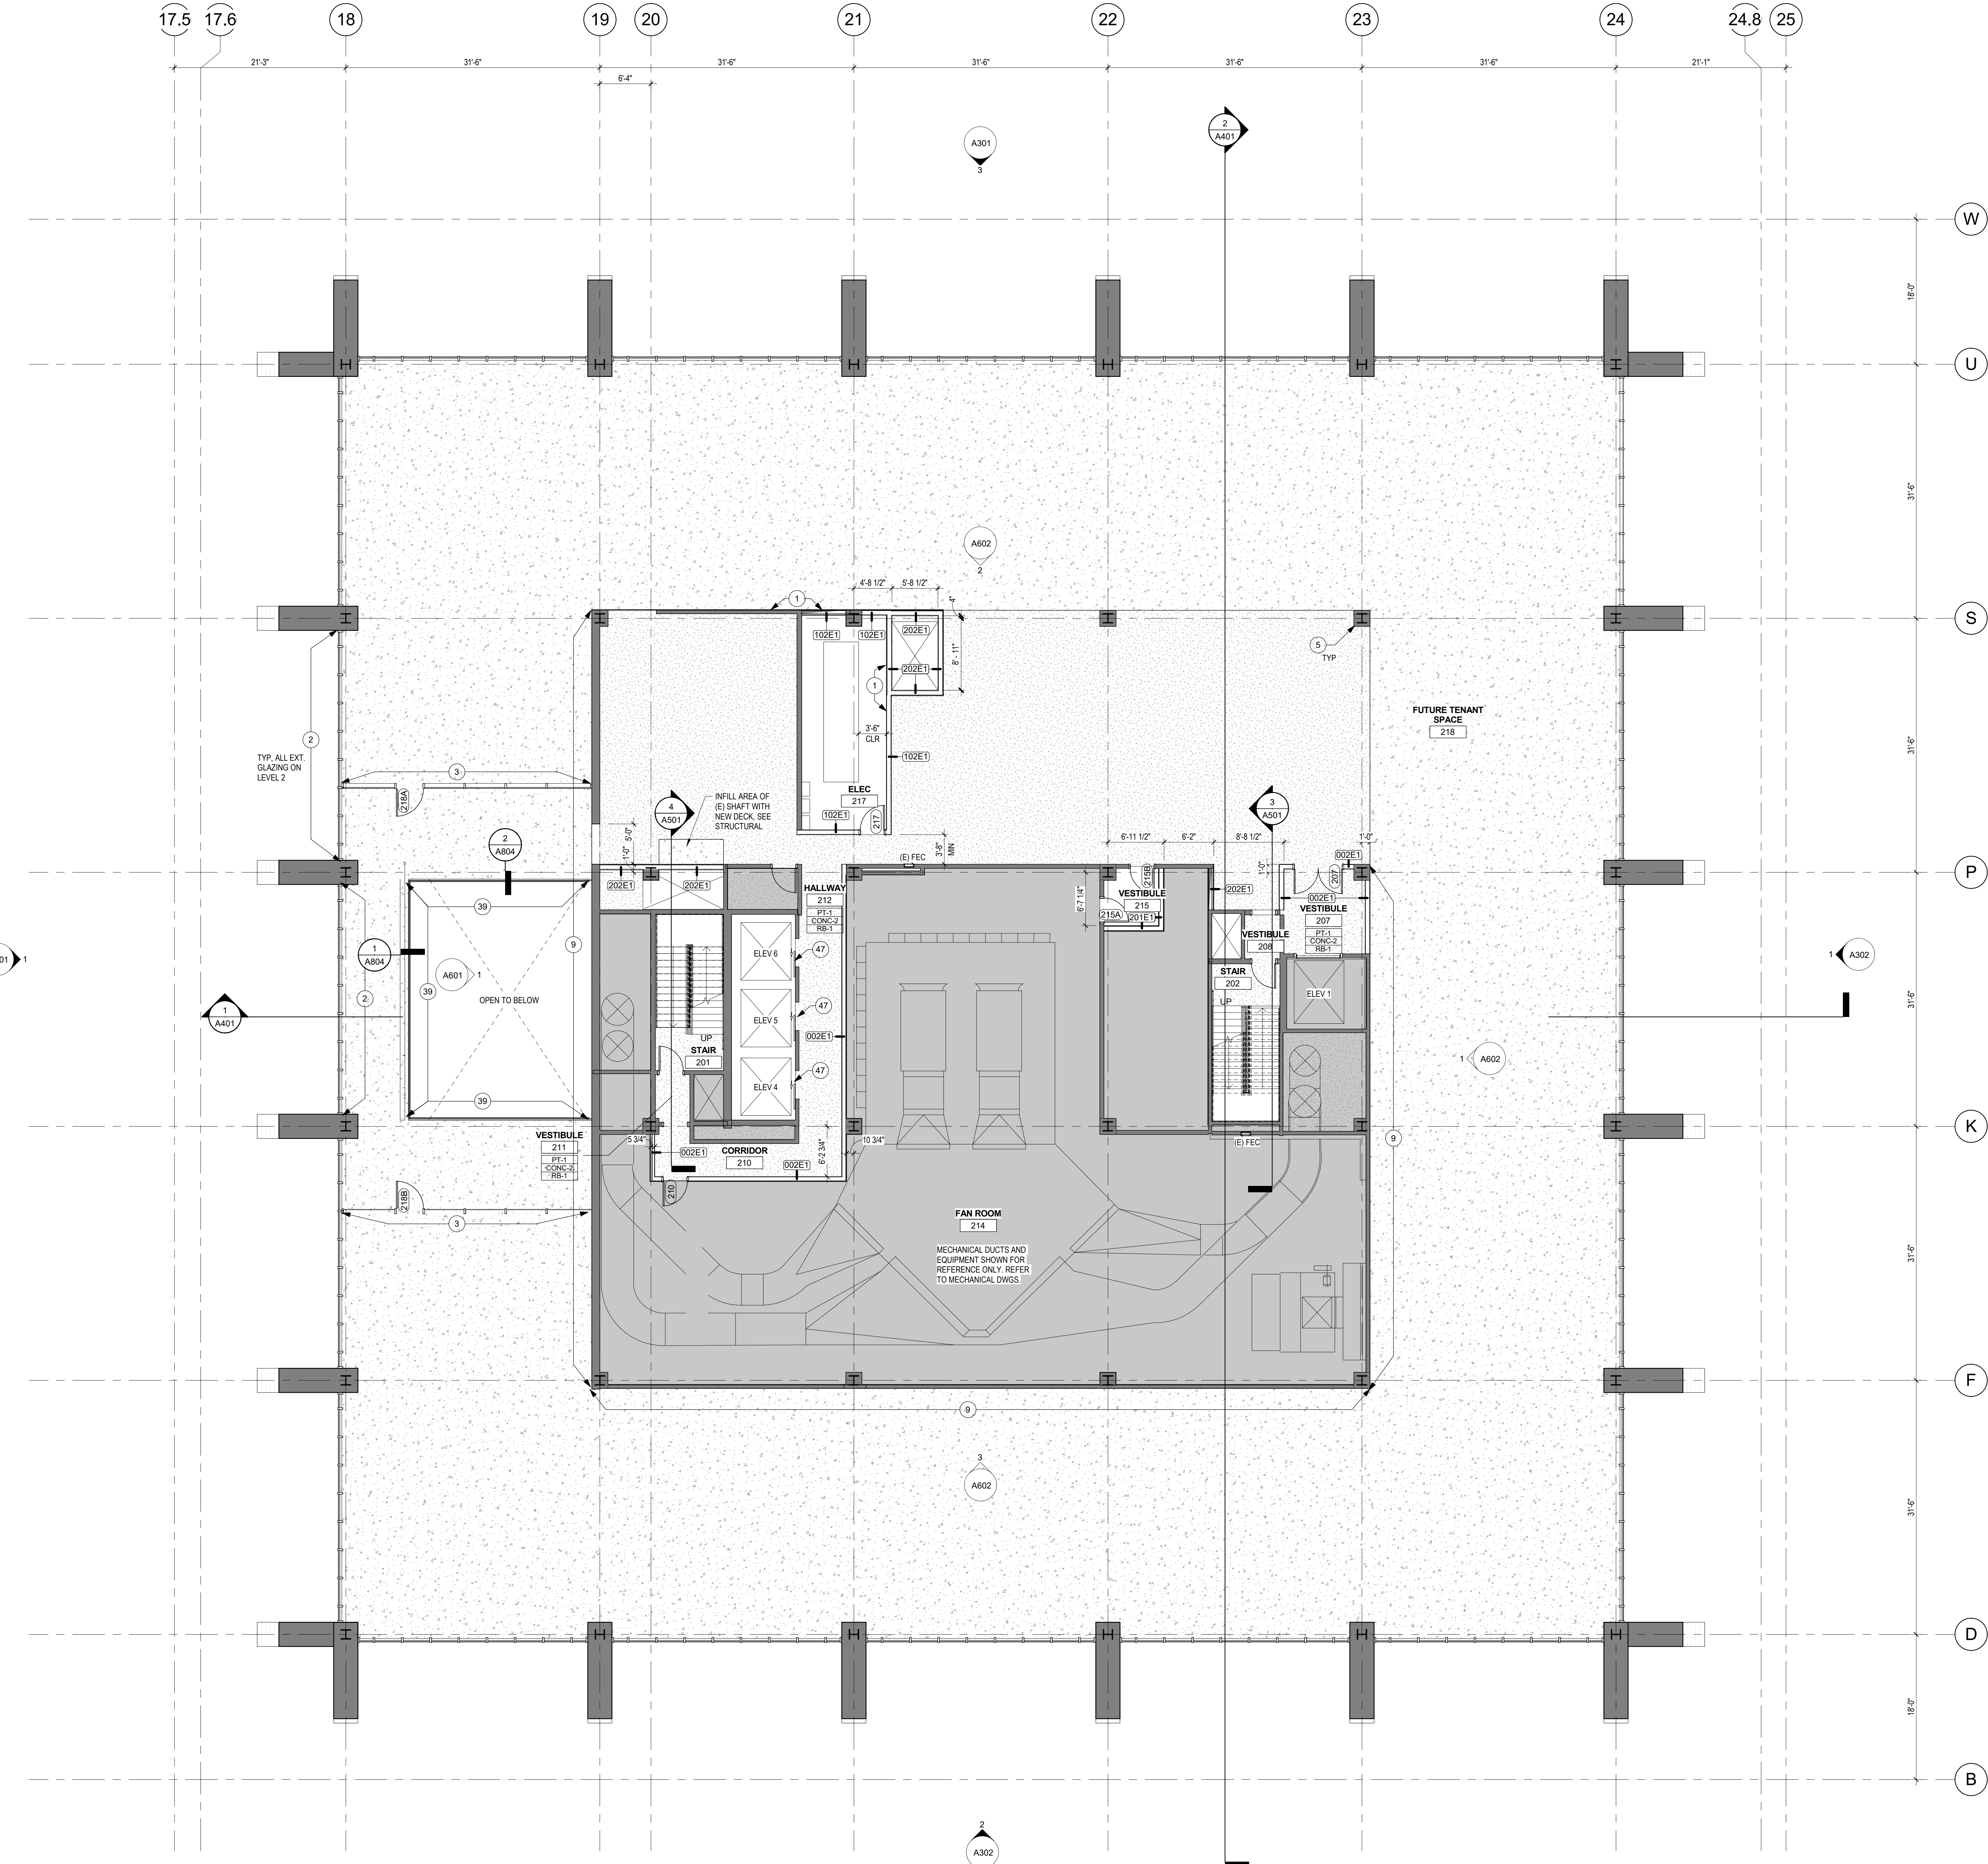 17.5
17.6
18
19
20
21
22
23
24
24.8
25
21'-3"
31'-6"
31'-6"
31'-6"
31'-6"
31'-6"
21'-1"
6'-4"
2
A401
A301
3
W
18'-0"
U
31'-6"
A602
2
4'-8 1/2"
5'-8 1/2"
4"
1
S
102E1
102E1
202E1
8'- 11"
5
TYP
202E1
1
FUTURE TENANT
SPACE
218
3'-6"
CLR
2
TYP, ALL EXT.
GLAZING ON
LEVEL 2
31'-6"
102E1
3
218A
ELEC
217
INFILL AREA OF
(E) SHAFT WITH
NEW DECK, SEE
STRUCTURAL
4
A501
3
A501
102E1
217
2
A804
5'-0"
1'-0"
3'-8"
MIN
6'-11 1/2"
6'-2"
8'-8 1/2"
1'-0"
(E) FEC
002E1
1'-0"
P
202E1
202E1
215B
207
HALLWAY
212
PT-1
CONC-2
RB-1
6'-7 1/4"
VESTIBULE
215
202E1
002E1
39
215A
201E1
VESTIBULE
207
PT-1
CONC-2
RB-1
9
VESTIBULE
208
01
1
1
A804
ELEV 6
47
1
A302
A601
1
STAIR
202
39
OPEN TO BELOW
2
UP
ELEV 1
1
A401
ELEV 5
47
31'-6"
UP
STAIR
201
002E1
1
A602
47
ELEV 4
39
K
VESTIBULE
211
PT-1
CONC-2
RB-1
5 3/4"
10 3/4"
(E) FEC
9
002E1
CORRIDOR
210
6'-2 3/4"
002E1
210
218B
3
FAN ROOM
214
MECHANICAL DUCTS AND
EQUIPMENT SHOWN FOR
REFERENCE ONLY. REFER
TO MECHANICAL DWGS.
31'-6"
F
9
3
A602
31'-6"
D
18'-0"
B
2
A302